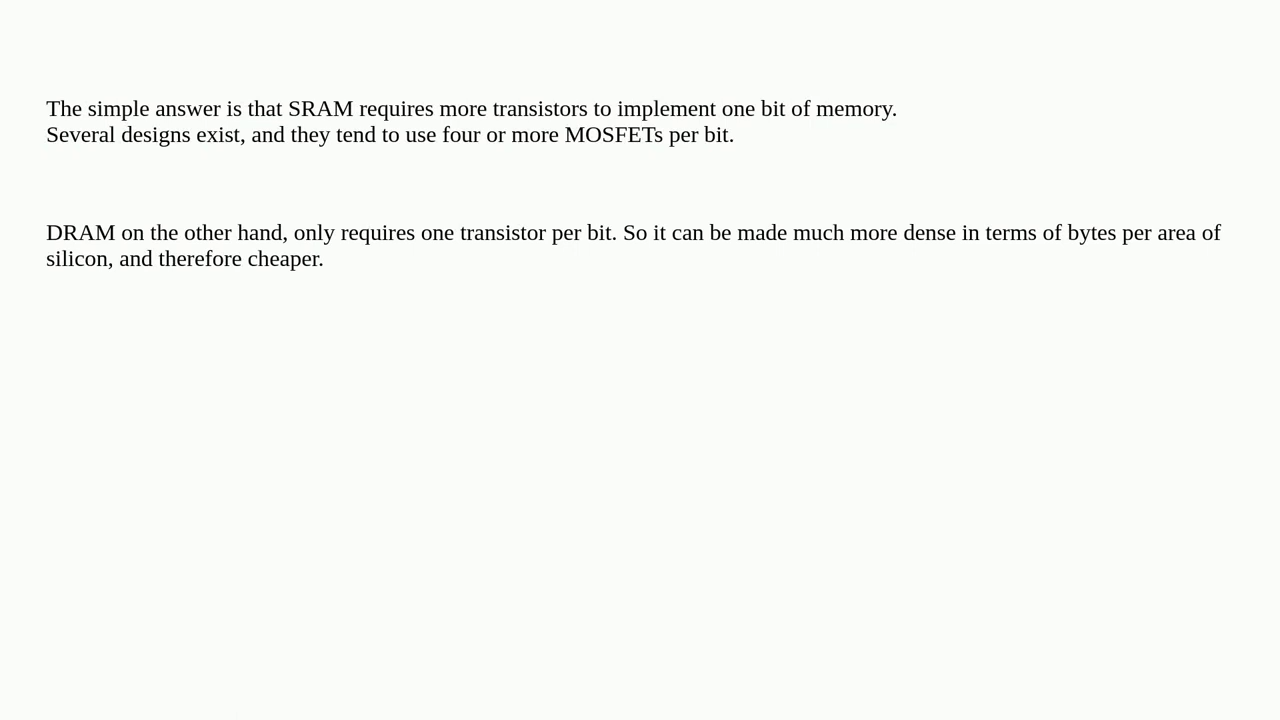 The simple answer is that SRAM requires more transistors to implement one bit of memory.
Several designs exist, and they tend to use four or more MOSFETs per bit.
DRAM on the other hand, only requires one transistor per bit. So it can be made much more dense in terms of bytes per area of
silicon, and therefore cheaper.